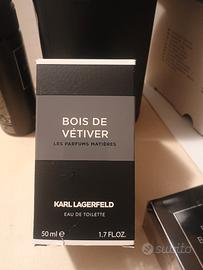 BOIS DE
VÉTIVER
LES PARFUMS MATIÈRES
KARL LAGERFELD
EAU DE TOILETTE
50 ml ℮ 1.7 FL.OZ.
subito